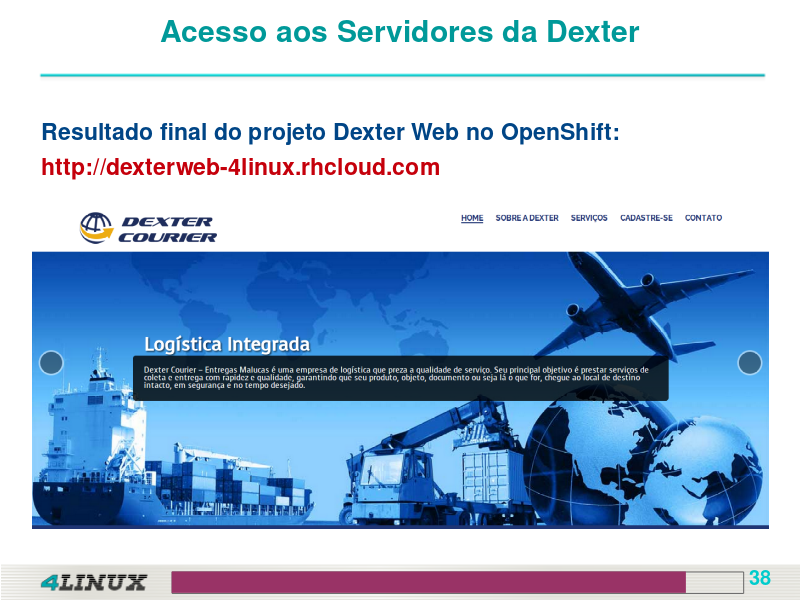 Acesso aos Servidores da Dexter
Resultado final do projeto Dexter Web no OpenShift:
http://dexterweb-4linux.rhcloud.com
DEXTER
COURIER
HOME SOBRE A DEXTER SERVIÇOS CADASTRE-SE CONTATO
Logística Integrada
Dexter Courier – Entregas Malucas é uma empresa de logística que preza a qualidade de serviço. Seu principal objetivo é prestar serviços de
coleta e entrega com rapidez e qualidade, garantindo que seu produto, objeto, documento ou seja lá o que for, chegue ao local de destino
intacto, em segurança e no tempo desejado.
4LINUX
38